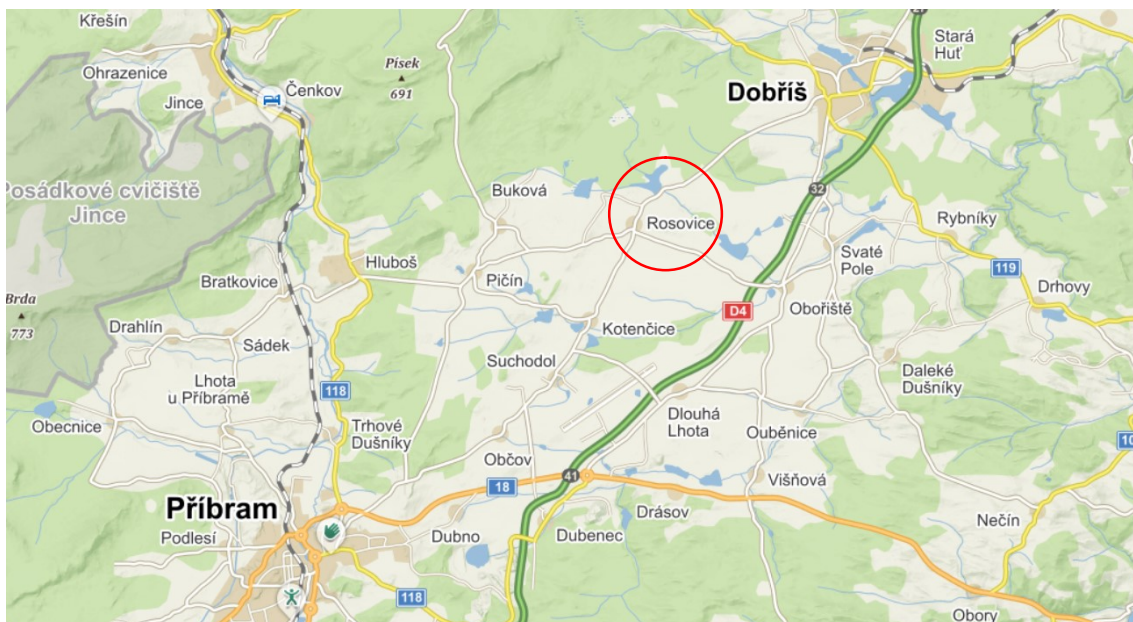 Křešín
Stará
Huť
Ohrazenice
Písek
691
Čenkov
Dobříš
Jince
Posádkové cvičiště
Jince
32
Buková
Rosovice
Rybníky
Svaté
Pole
Hluboš
119
Bratkovice
Pičín
Drhovy
Brda
773
D4
Obořiště
Drahlín
Kotenčice
Sádek
Suchodol
Daleké
Dušníky
Lhota
u Příbramě
118
Dlouhá
Lhota
Obecnice
Trhové
Dušníky
Ouběnice
Občov
41
18
Višňová
Příbram
Drásov
Nečín
Podlesí
Dubno
Dubenec
118
Obory